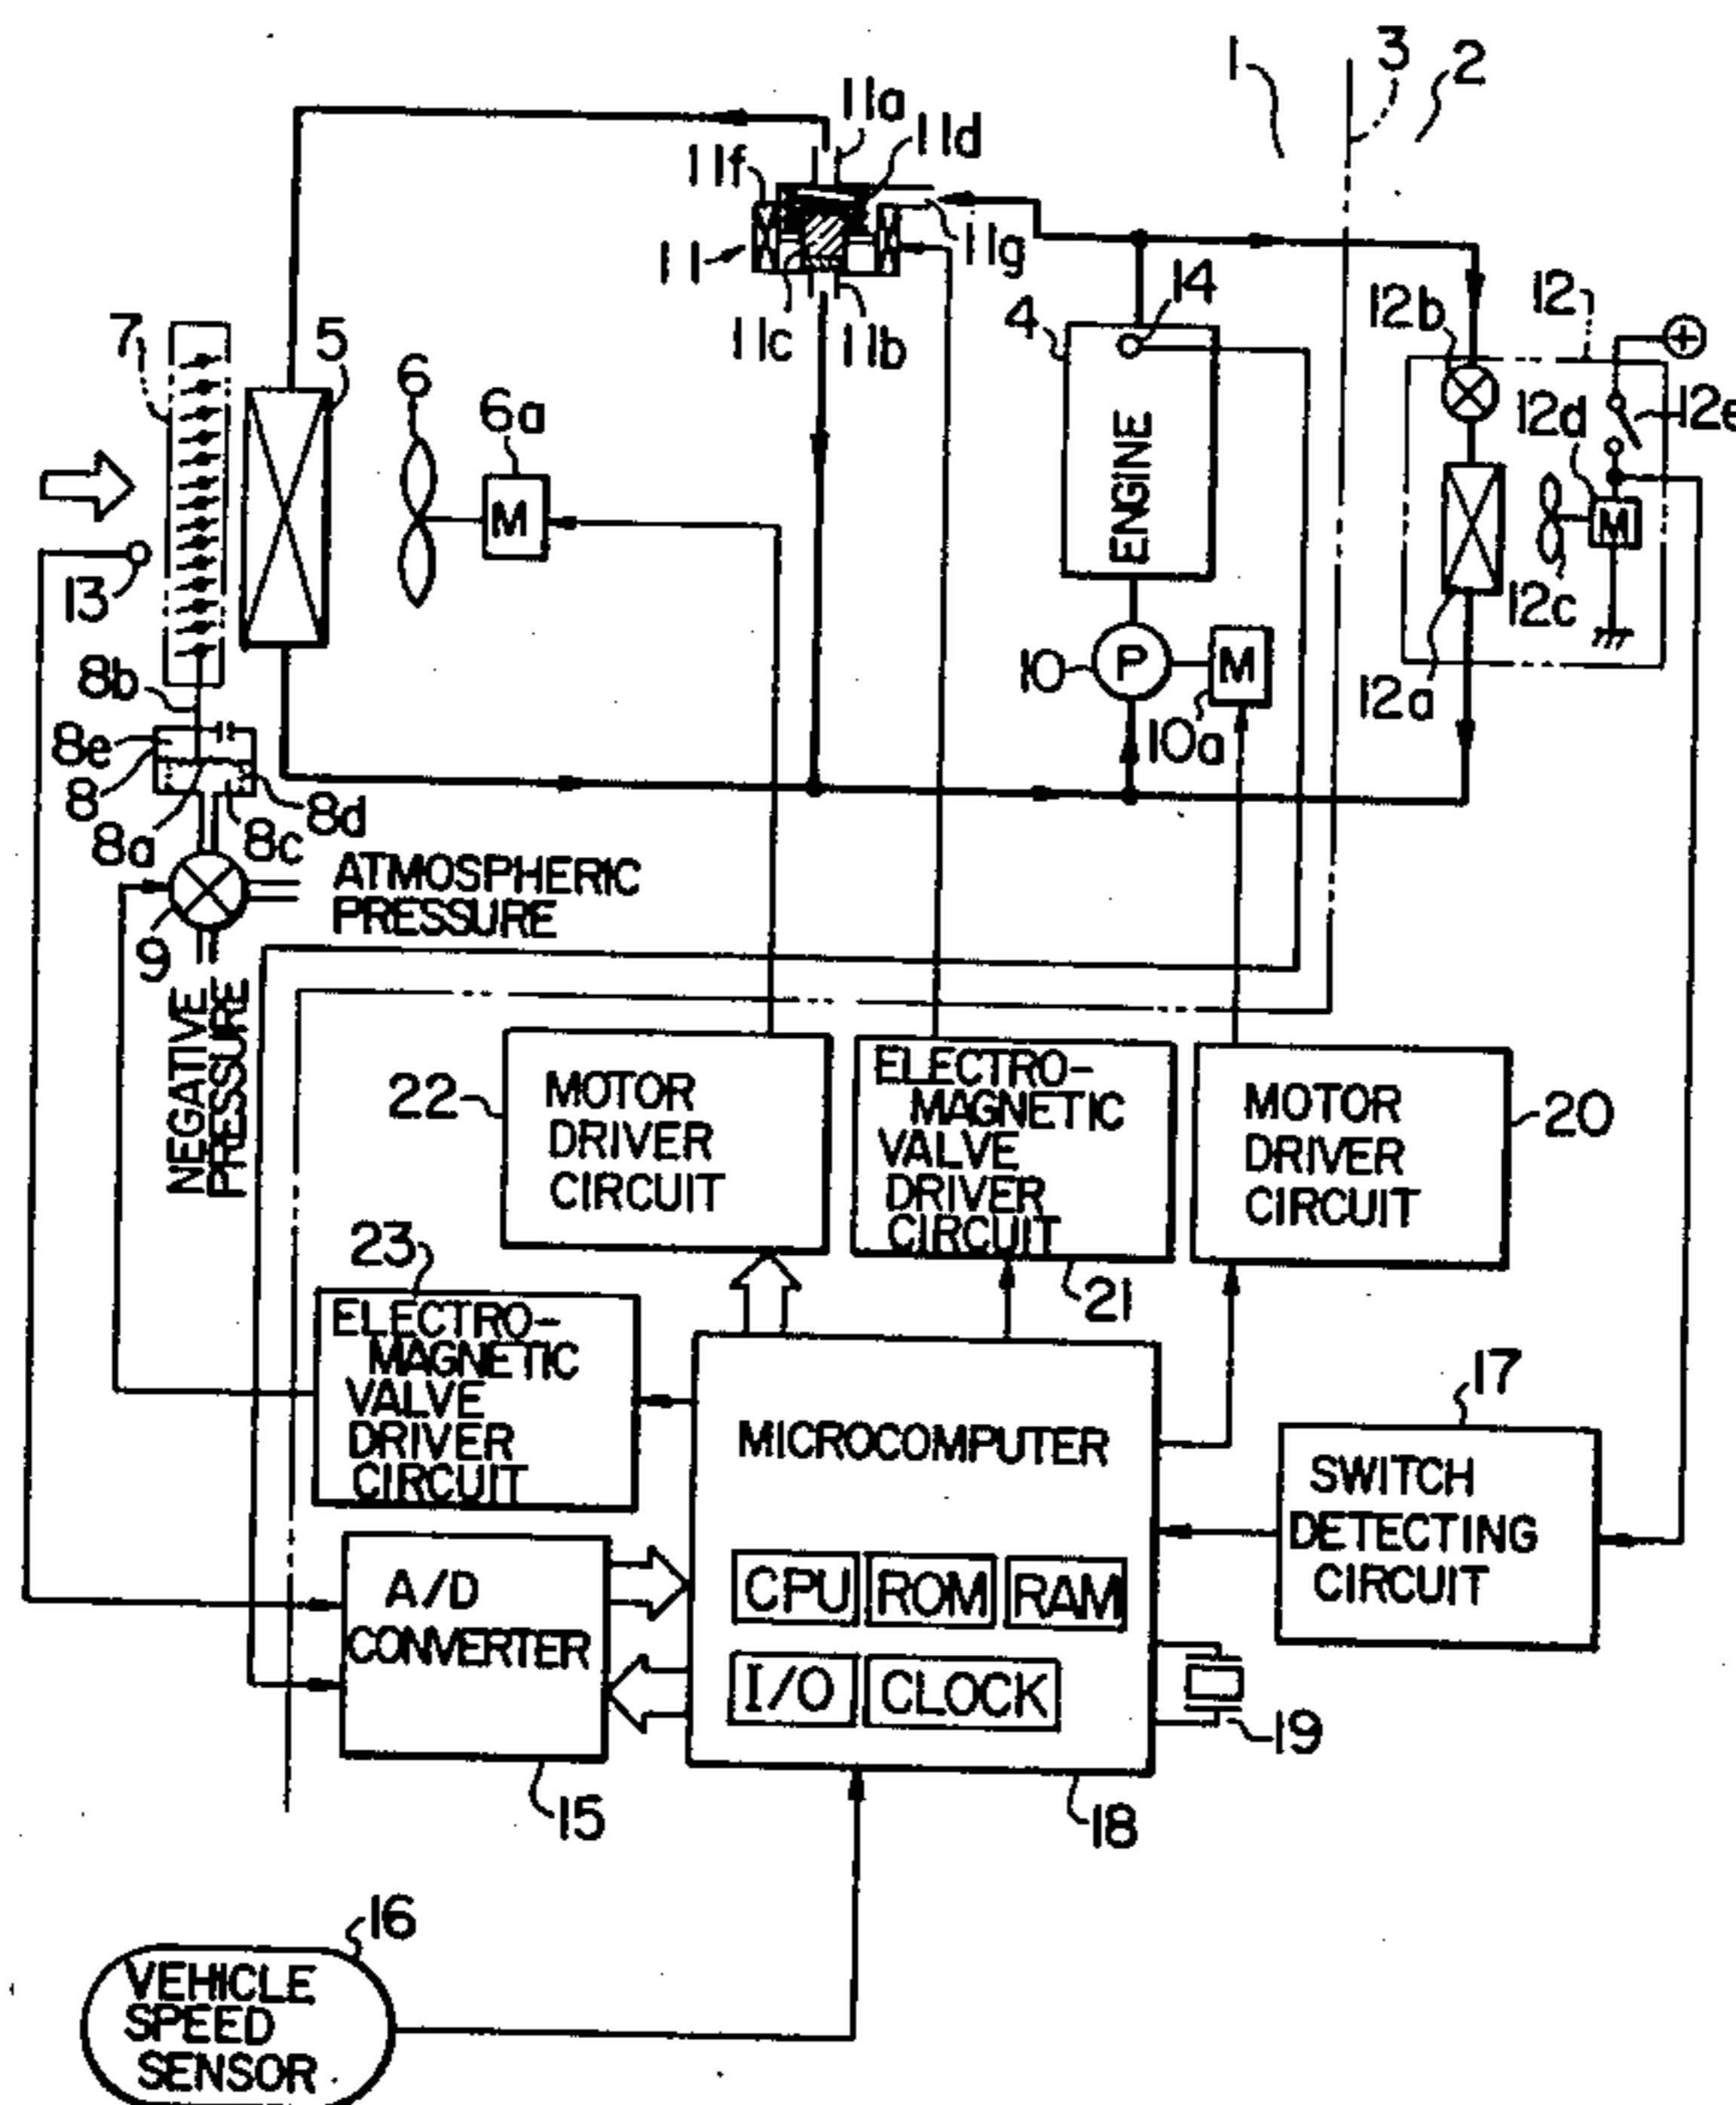 1
3
2
11a
11d
11f
11
11g
11c
11b
14
4
12b
12
12e
12d
7
5
6
6a
M
ENGINE
M
13
12c
10
P
M
10a
12a
8b
8e
8
8a
8c
8d
ATMOSPHERIC
PRESSURE
9
NEGATIVE
PRESSURE
22
MOTOR
DRIVER
CIRCUIT
ELECTRO-
MAGNETIC
VALVE
DRIVER
CIRCUIT
21
MOTOR
DRIVER
CIRCUIT
20
23
ELECTRO-
MAGNETIC
VALVE
DRIVER
CIRCUIT
MICROCOMPUTER
CPU ROM RAM
I/O CLOCK
17
SWITCH
DETECTING
CIRCUIT
A/D
CONVERTER
19
15
18
16
VEHICLE
SPEED
SENSOR